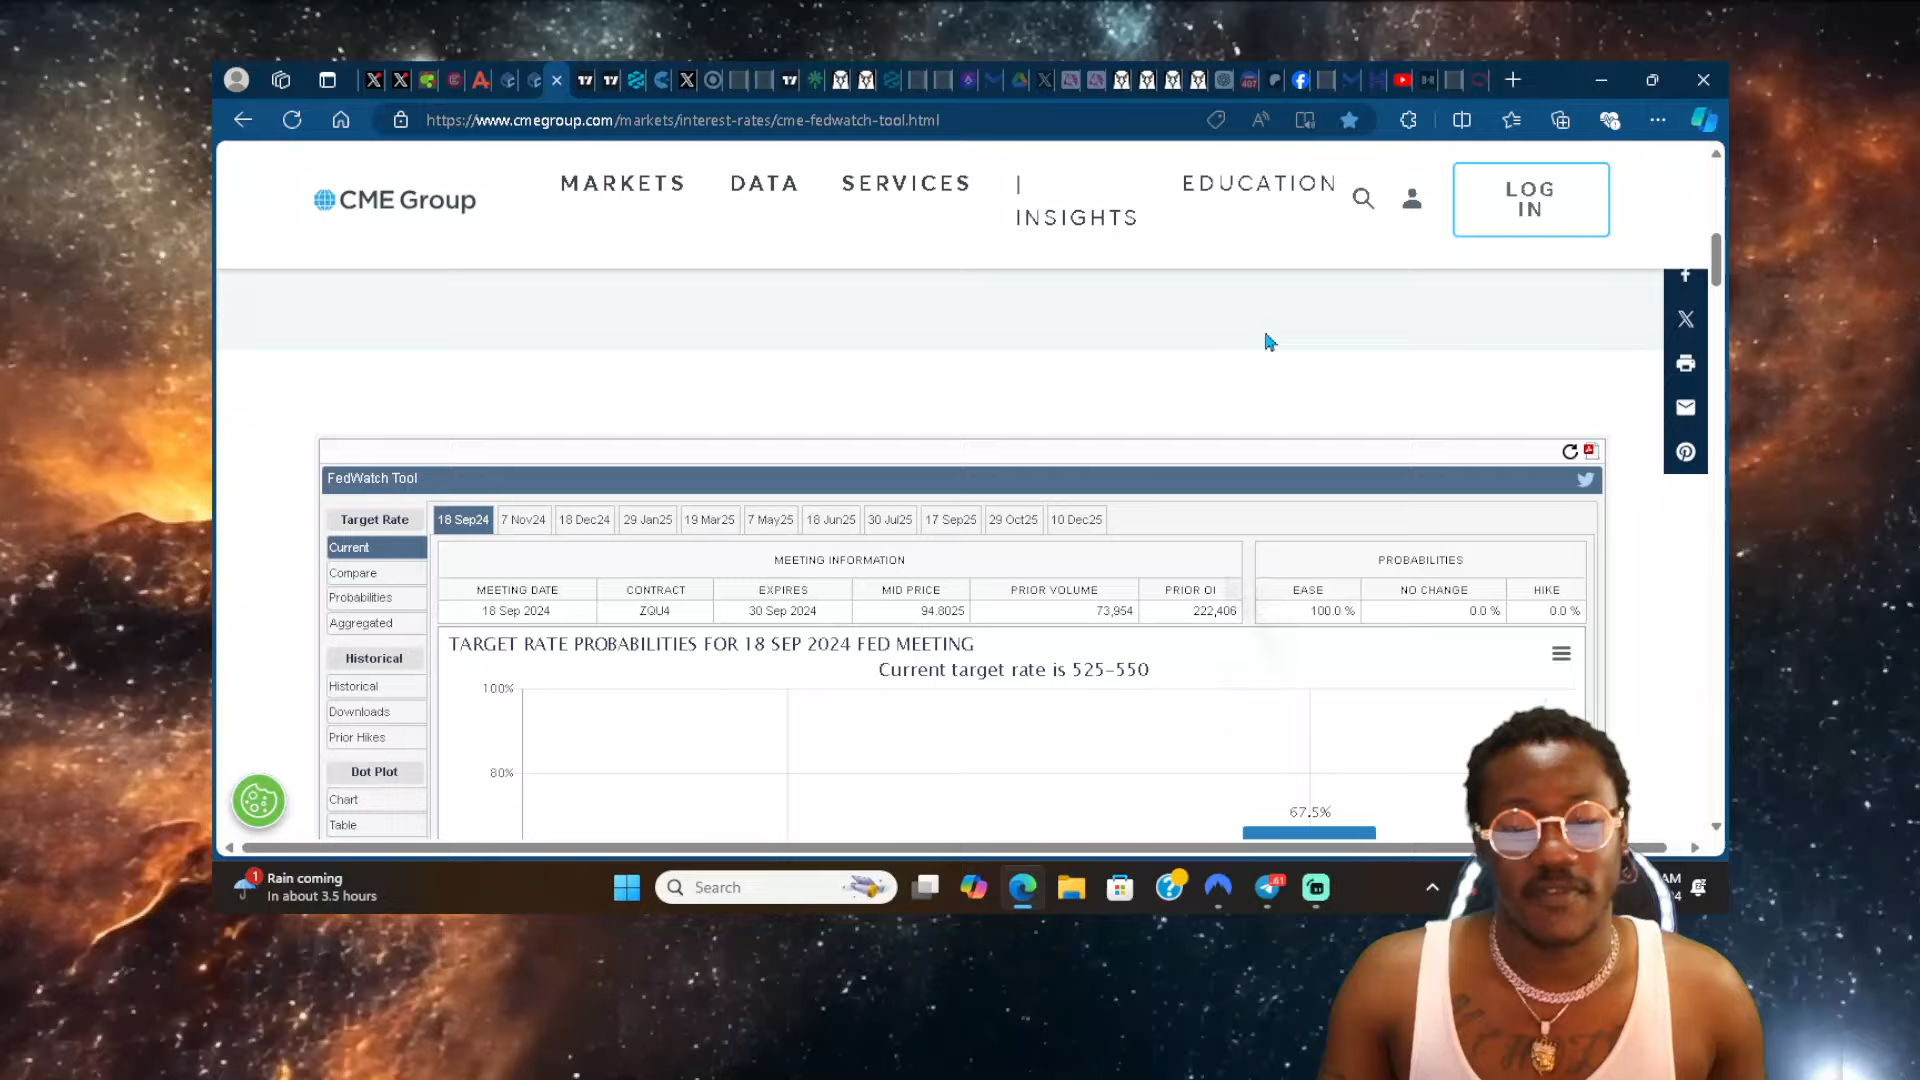 https://www.cmegroup.com/markets/interest-rates/cme-fedwatch-tool.html
CME Group
MARKETS DATA SERVICES | INSIGHTS EDUCATION
LOG IN
FedWatch Tool
Target Rate
Current
Compare
Probabilities
Aggregated
Historical
Historical
Downloads
Prior Hikes
Dot Plot
Chart
Table
18 Sep24 7 Nov24 18 Dec24 29 Jan25 19 Mar25 7 May25 18 Jun25 30 Jul25 17 Sep25 29 Oct25 10 Dec25
MEETING INFORMATION
MEETING DATE CONTRACT EXPIRES MID PRICE PRIOR VOLUME PRIOR OI
18 Sep 2024 ZQU4 30 Sep 2024 94.8025 73,954 222,406
PROBABILITIES
EASE NO CHANGE HIKE
100.0 % 0.0 % 0.0 %
TARGET RATE PROBABILITIES FOR 18 SEP 2024 FED MEETING
Current target rate is 525-550
100%
80%
67.5%
1 Rain coming
In about 3.5 hours
Search
61
AM